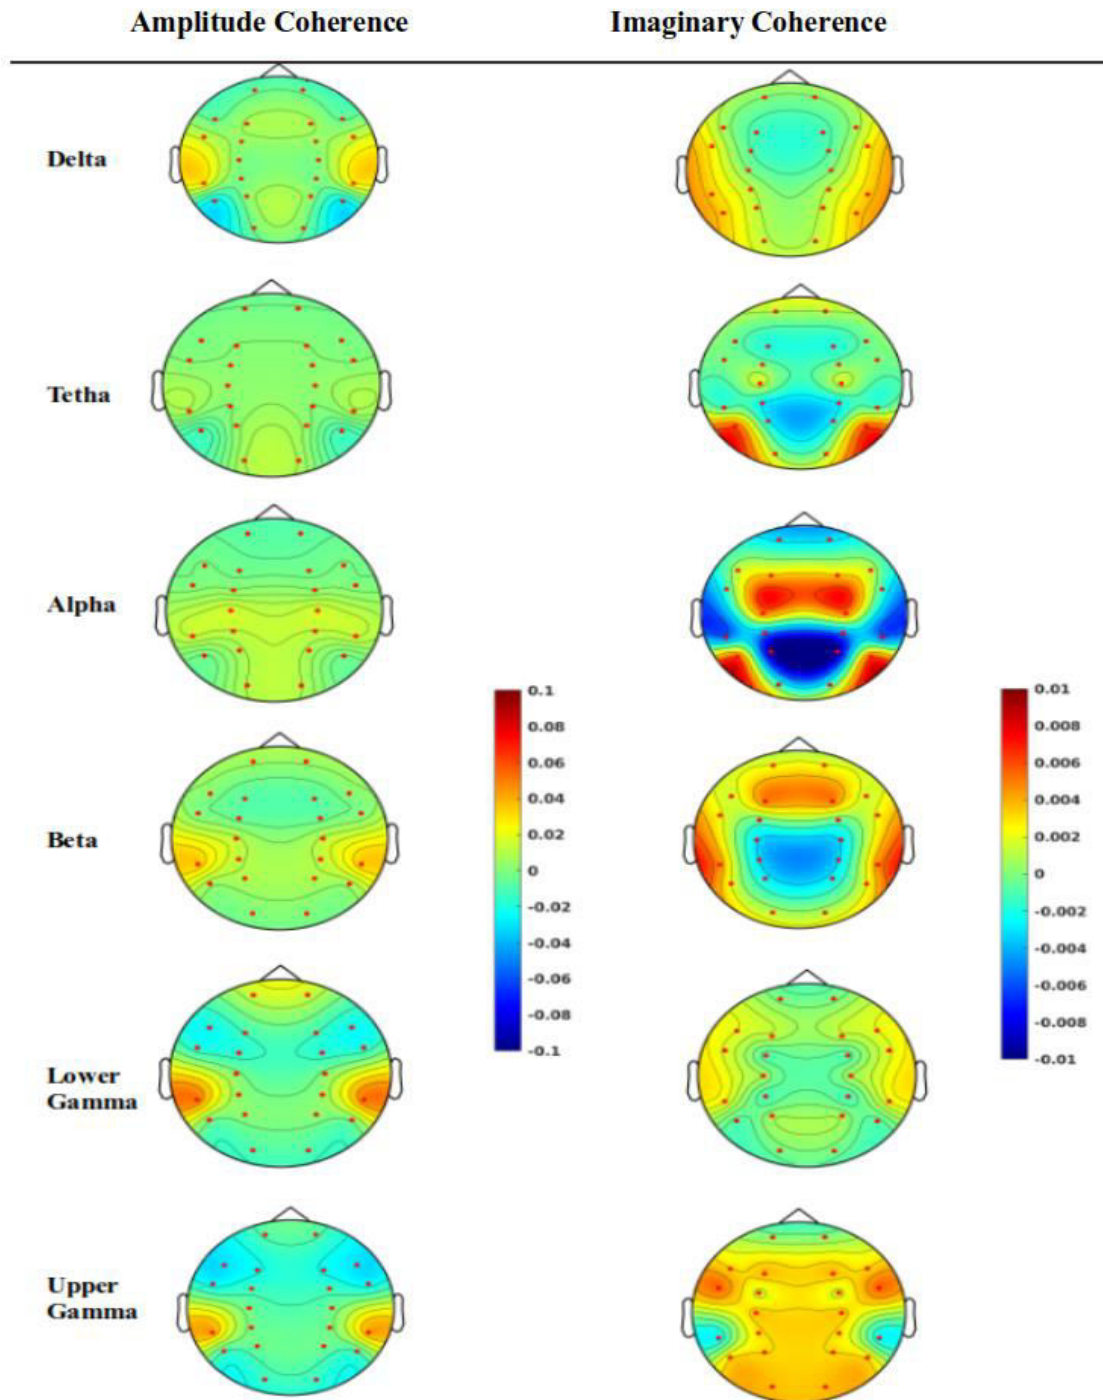 Amplitude Coherence
Imaginary Coherence
Delta
Tetha
Alpha
Beta
Lower
Gamma
Upper
Gamma
0.1
0.08
0.06
0.04
0.02
0
-0.02
-0.04
-0.06
-0.08
-0.1
0.01
0.008
0.006
0.004
0.002
0
-0.002
-0.004
-0.006
-0.008
-0.01